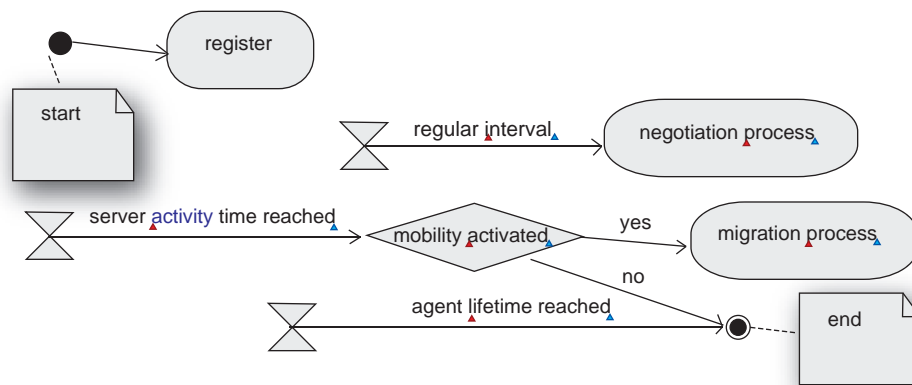 register
start
regular interval
negotiation process
server activity time reached
mobility activated
yes
migration process
no
agent lifetime reached
end